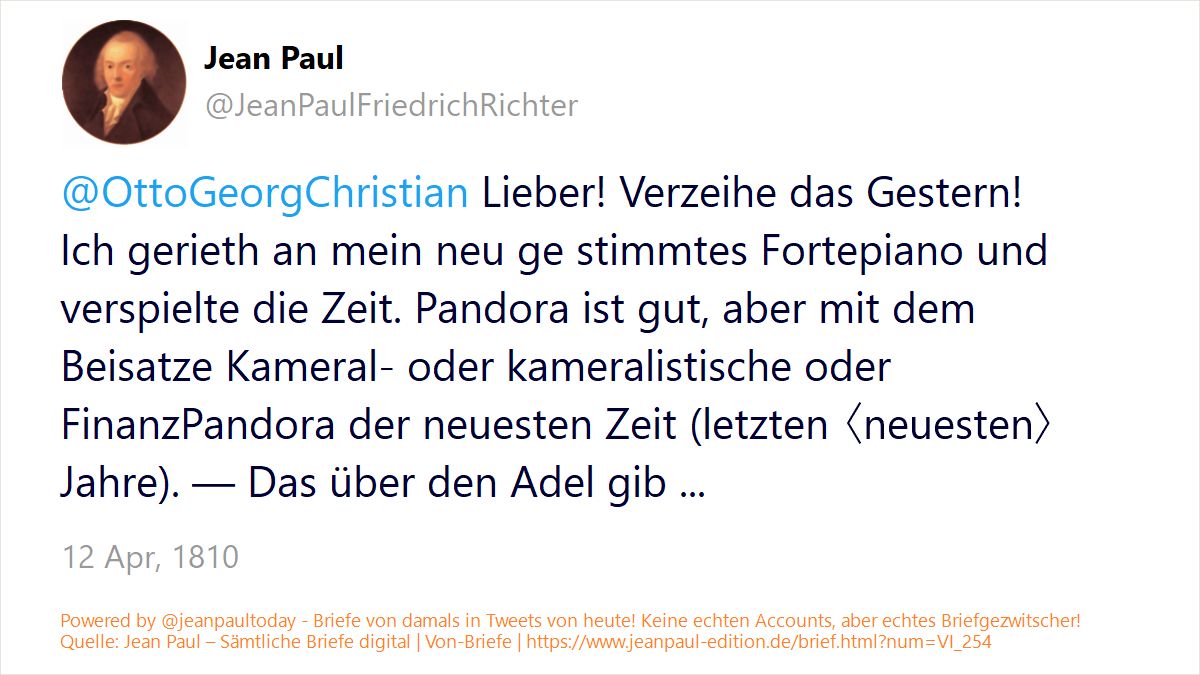 Jean Paul
@JeanPaulFriedrichRichter
@OttoGeorgChristian Lieber! Verzeihe das Gestern!
Ich gerieth an mein neu ge stimmtes Fortepiano und
verspielte die Zeit. Pandora ist gut, aber mit dem
Beisatze Kameral- oder kameralistische oder
FinanzPandora der neuesten Zeit (letzten 〈neuesten〉
Jahre). — Das über den Adel gib ...
12 Apr, 1810
Powered by @jeanpaultoday - Briefe von damals in Tweets von heute! Keine echten Accounts, aber echtes Briefgezwitscher!
Quelle: Jean Paul – Sämtliche Briefe digital | Von-Briefe | https://www.jeanpaul-edition.de/brief.html?num=VI_254